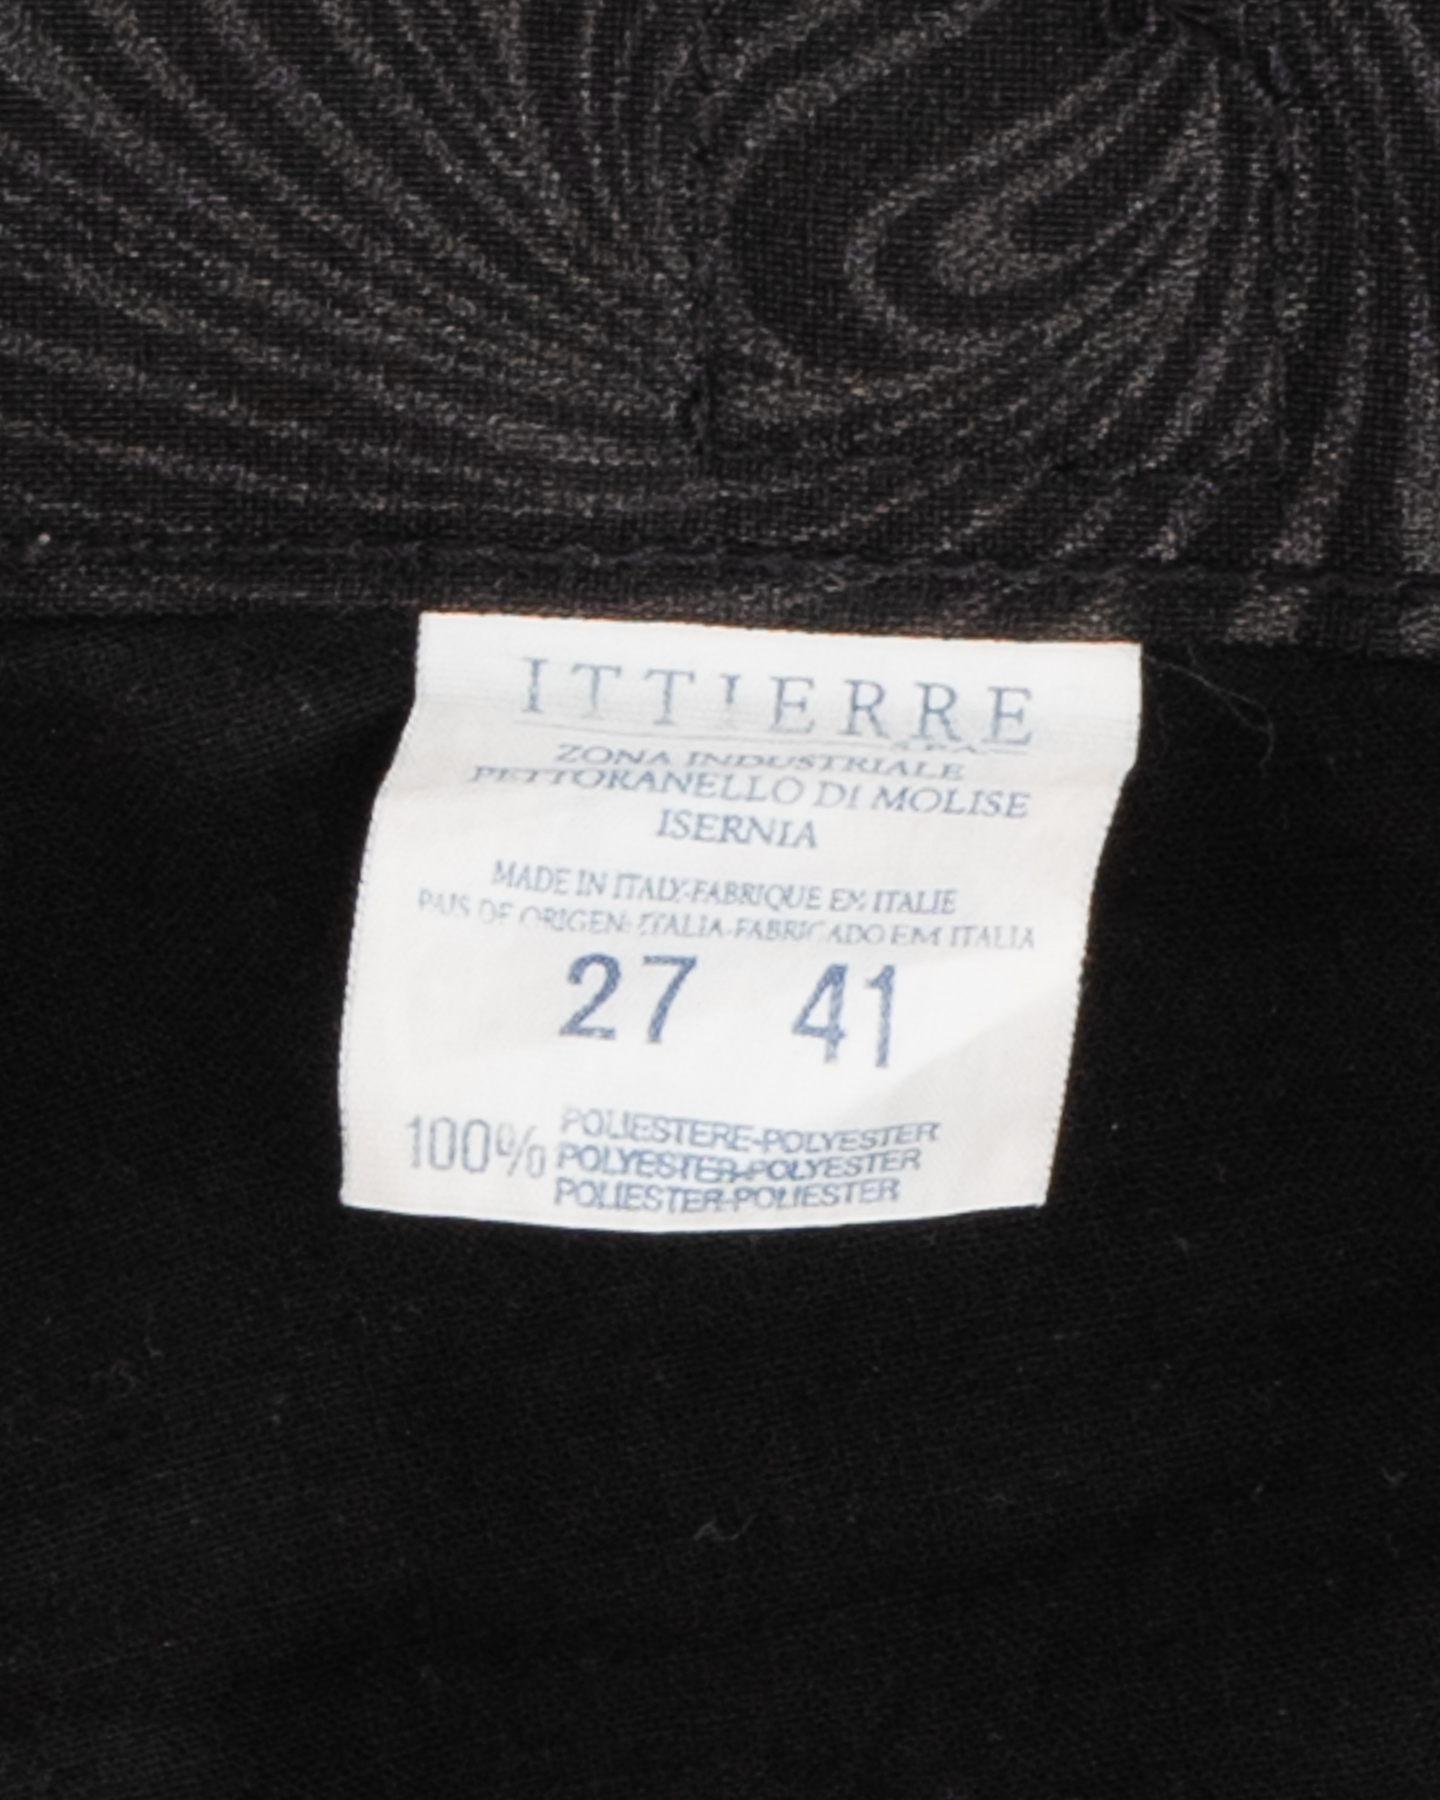 ITTIERRE
S.P.A.
ZONA INDUSTRIALE
PETTORANELLO DI MOLISE
ISERNIA
MADE IN ITALY-FABRIQUE EN ITALIE
PAIS DE ORIGEN: ITALIA-FABRICADO EM ITALIA
27 41
100% POLIESTERE-POLYESTER
POLYESTER-POLYESTER
POLIESTER-POLIESTER